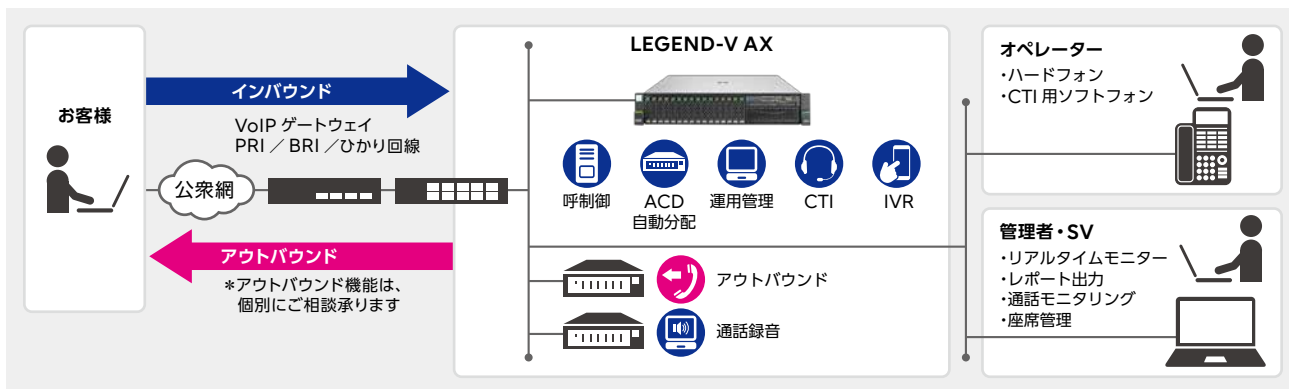 お客様
インバウンド
VoIP ゲートウェイ
PRI / BRI /ひかり回線
公衆網
アウトバウンド
*アウトバウンド機能は、
個別にご相談承ります
LEGEND-V AX
呼制御
ACD
自動分配
運用管理
CTI
IVR
アウトバウンド
通話録音
オペレーター
・ハードフォン
・CTI 用ソフトフォン
管理者・SV
・リアルタイムモニター
・レポート出力
・通話モニタリング
・座席管理